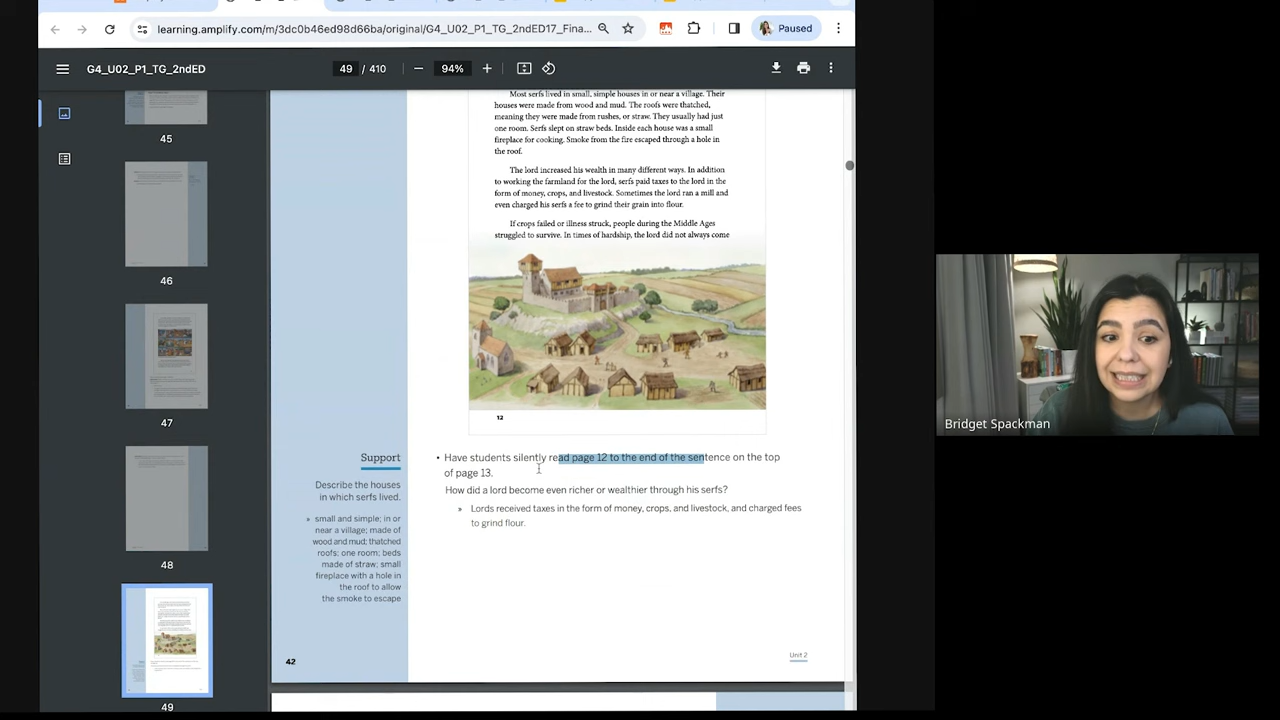 learning.amplify.com/m/3dc0b46ed98d66ba/original/G4_U02_P1_TG_2ndED17_Fina...
Paused
G4_U02_P1_TG_2ndED
49 / 410
94%
45
46
47
48
49
Most serfs lived in small, simple houses in or near a village. Their
houses were made from wood and mud. The roofs were thatched,
meaning they were made from rushes, or straw. They usually had just
one room. Serfs slept on straw beds. Inside each house was a small
fireplace for cooking. Smoke from the fire escaped through a hole in
the roof.
The lord increased his wealth in many different ways. In addition
to working the farmland for the lord, serfs paid taxes to the lord in the
form of money, crops, and livestock. Sometimes the lord ran a mill and
even charged his serfs a fee to grind their grain into flour.
If crops failed or illness struck, people during the Middle Ages
struggled to survive. In times of hardship, the lord did not always come
12
Support
Describe the houses
in which serfs lived.
» small and simple; in or
near a village; made of
wood and mud; thatched
roofs; one room; beds
made of straw; small
fireplace with a hole in
the roof to allow
the smoke to escape
• Have students silently read page 12 to the end of the sentence on the top
of page 13.
How did a lord become even richer or wealthier through his serfs?
» Lords received taxes in the form of money, crops, and livestock, and charged fees
to grind flour.
42
Unit 2
Bridget Spackman